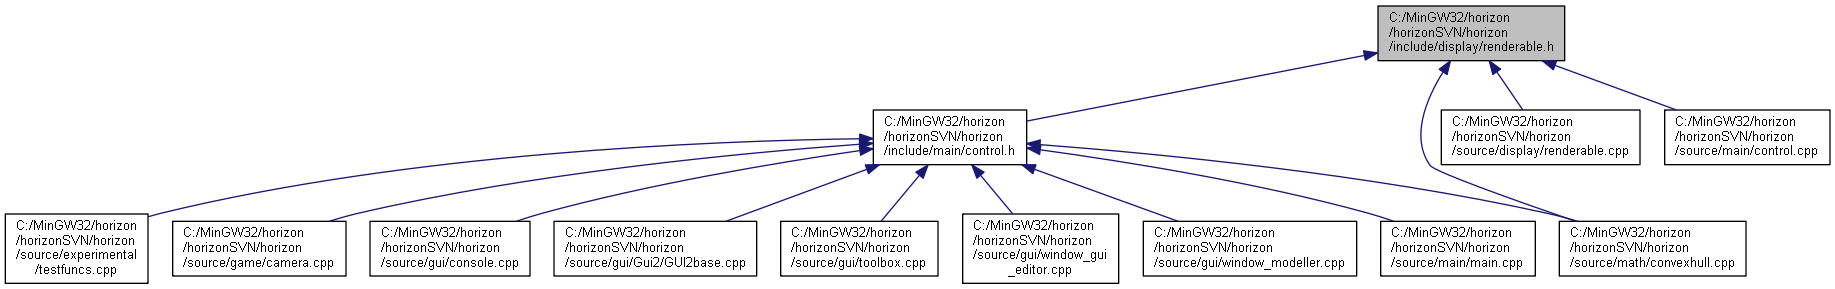 C:/MinGW32/horizon
/horizonSVN/horizon
/include/display/renderable.h
C:/MinGW32/horizon
/horizonSVN/horizon
/include/main/control.h
C:/MinGW32/horizon
/horizonSVN/horizon
/source/display/renderable.cpp
C:/MinGW32/horizon
/horizonSVN/horizon
/source/main/control.cpp
C:/MinGW32/horizon
/horizonSVN/horizon
/source/experimental
/testfuncs.cpp
C:/MinGW32/horizon
/horizonSVN/horizon
/source/game/camera.cpp
C:/MinGW32/horizon
/horizonSVN/horizon
/source/gui/console.cpp
C:/MinGW32/horizon
/horizonSVN/horizon
/source/gui/Gui2/GUI2base.cpp
C:/MinGW32/horizon
/horizonSVN/horizon
/source/gui/toolbox.cpp
C:/MinGW32/horizon
/horizonSVN/horizon
/source/gui/window_gui
_editor.cpp
C:/MinGW32/horizon
/horizonSVN/horizon
/source/gui/window_modeller.cpp
C:/MinGW32/horizon
/horizonSVN/horizon
/source/main/main.cpp
C:/MinGW32/horizon
/horizonSVN/horizon
/source/math/convexhull.cpp